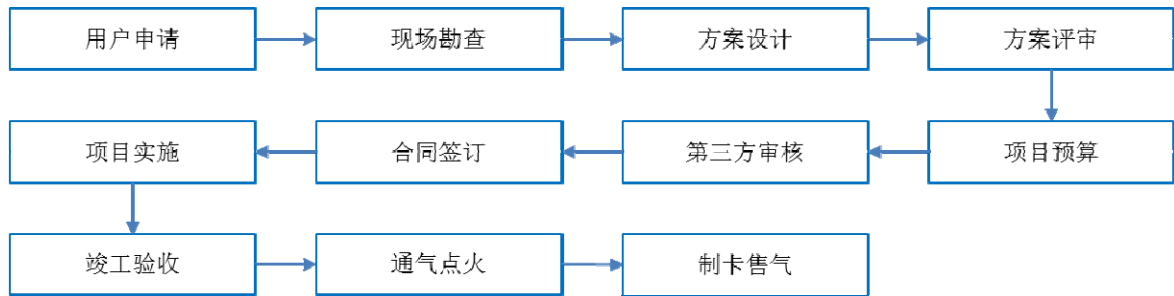 用户申请
现场勘查
方案设计
方案评审
项目实施
合同签订
第三方审核
项目预算
竣工验收
通气点火
制卡售气